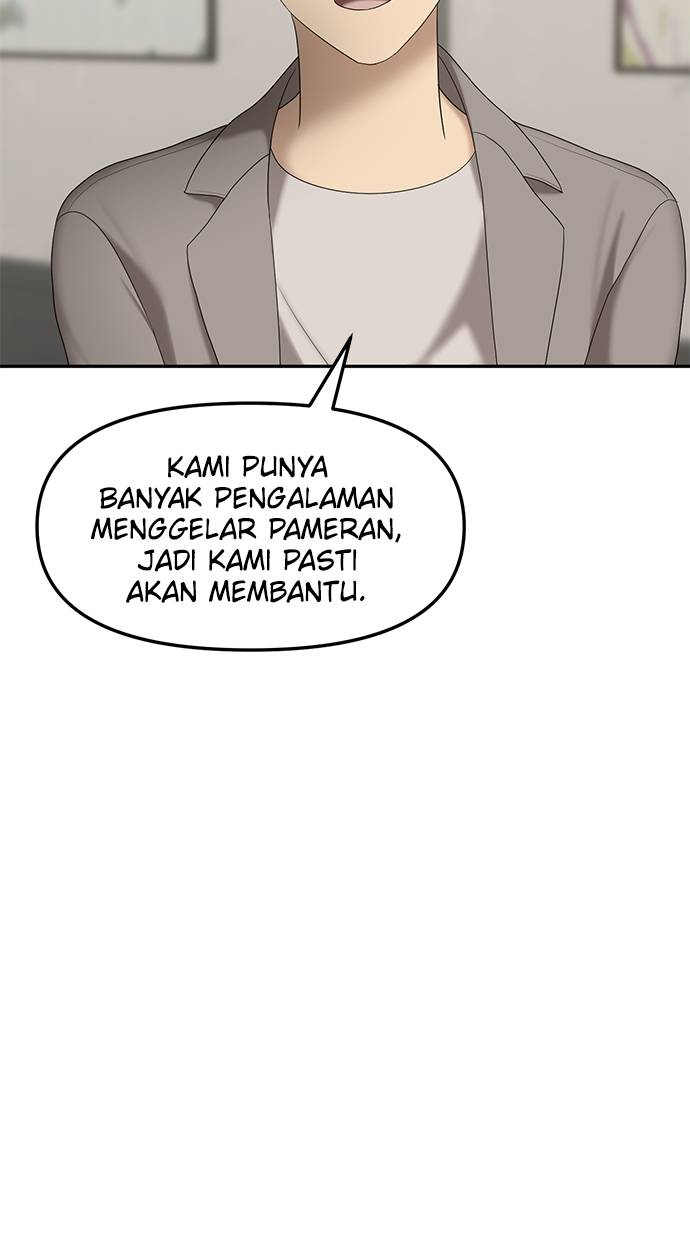 KAMI PUNYA
BANYAK PENGALAMAN
MENGGELAR PAMERAN,
JADI KAMI PASTI
AKAN MEMBANTU.